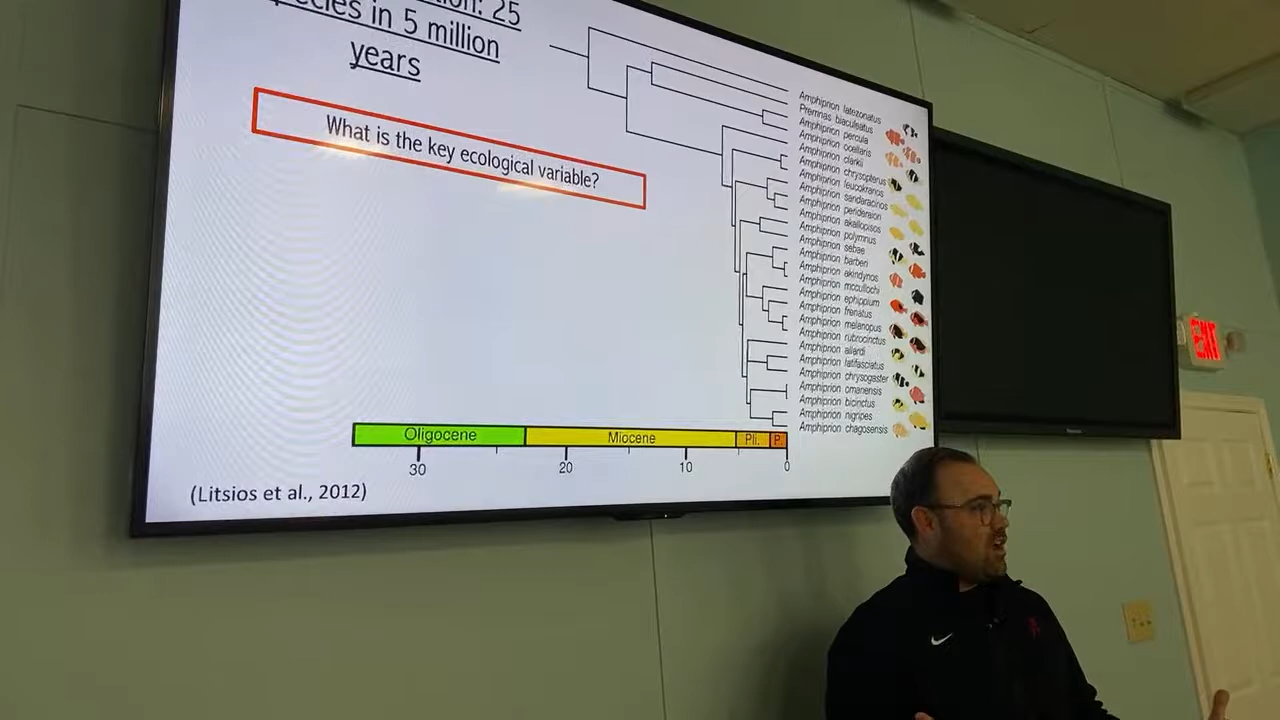 25
species in 5 million
years
What is the key ecological variable?
Amphiprion latezonatus
Premnas biaculeatus
Amphiprion percula
Amphiprion ocellaris
Amphiprion clarkii
Amphiprion chrysopterus
Amphiprion leucokranos
Amphiprion sandaracinos
Amphiprion perideraion
Amphiprion akallopisos
Amphiprion polymnus
Amphiprion sebae
Amphiprion barberi
Amphiprion akindynos
Amphiprion mccullochi
Amphiprion ephippium
Amphiprion frenatus
Amphiprion melanopus
Amphiprion rubrocinctus
Amphiprion allardi
Amphiprion latifasciatus
Amphiprion chrysogaster
Amphiprion omanensis
Amphiprion bicinctus
Amphiprion nigripes
Amphiprion chagosensis
Oligocene Miocene Pli. P.
30 20 10 0
(Litsios et al., 2012)
Panasonic
EXIT